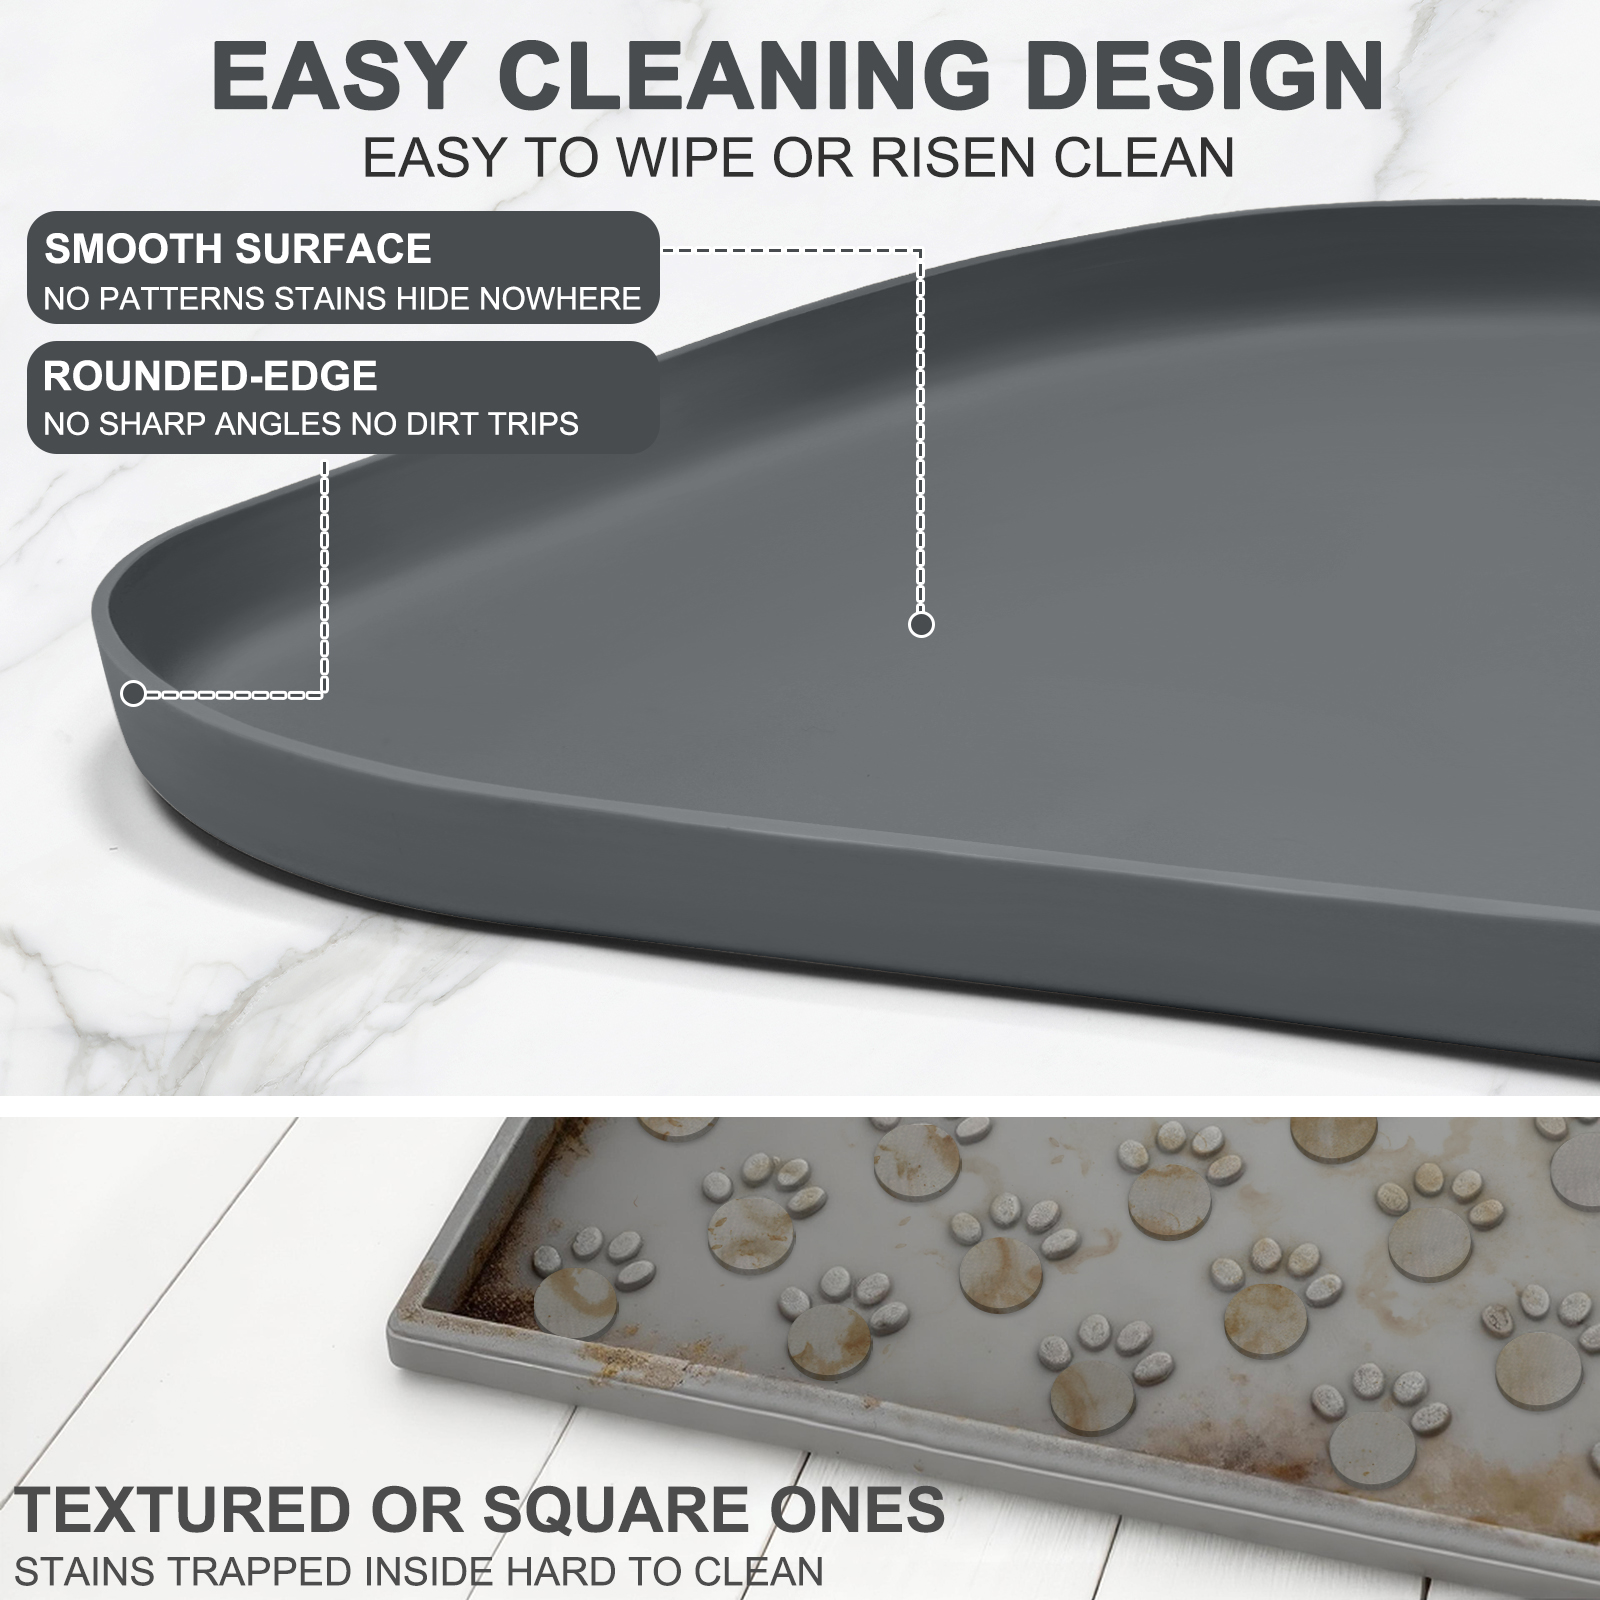 EASY CLEANING DESIGN
EASY TO WIPE OR RISEN CLEAN
SMOOTH SURFACE
NO PATTERNS STAINS HIDE NOWHERE
ROUNDED-EDGE
NO SHARP ANGLES NO DIRT TRIPS
TEXTURED OR SQUARE ONES
STAINS TRAPPED INSIDE HARD TO CLEAN